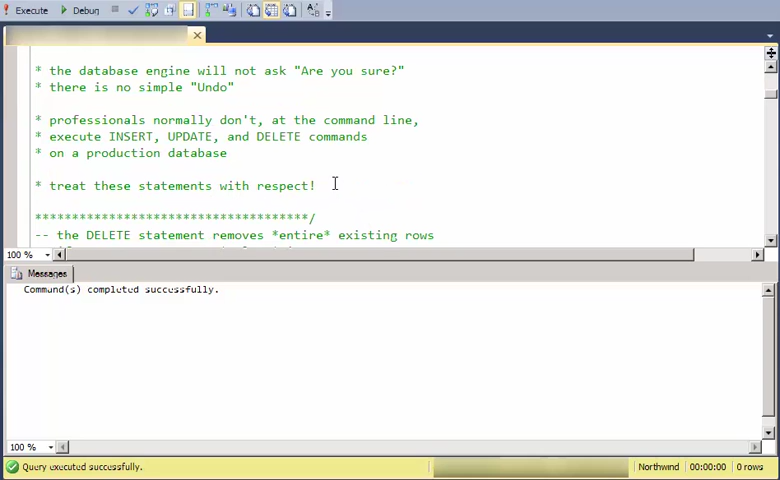 Execute Debug
* the database engine will not ask "Are you sure?"
* there is no simple "Undo"
* professionals normally don't, at the command line,
* execute INSERT, UPDATE, and DELETE commands
* on a production database
* treat these statements with respect!
************************************/
-- the DELETE statement removes *entire* existing rows
100 %
Messages
Command(s) completed successfully.
100 %
Query executed successfully. Northwind 00:00:00 0 rows